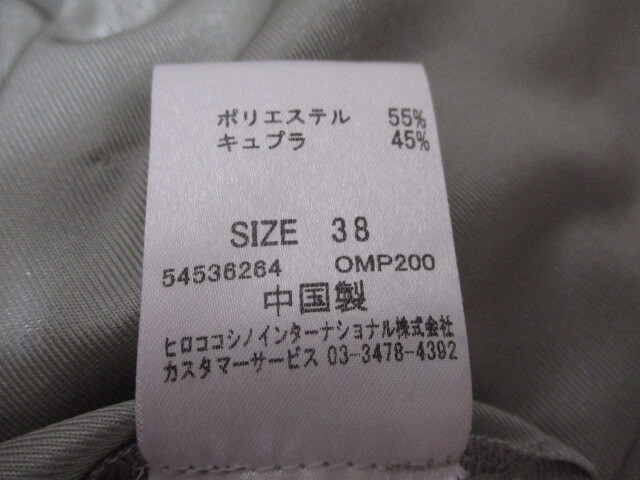 ポリエステル 55%
キュプラ 45%
SIZE 38
54536264 OMP200
中国製
ヒロココシノインターナショナル株式会社
カスタマーサービス 03-3478-4392